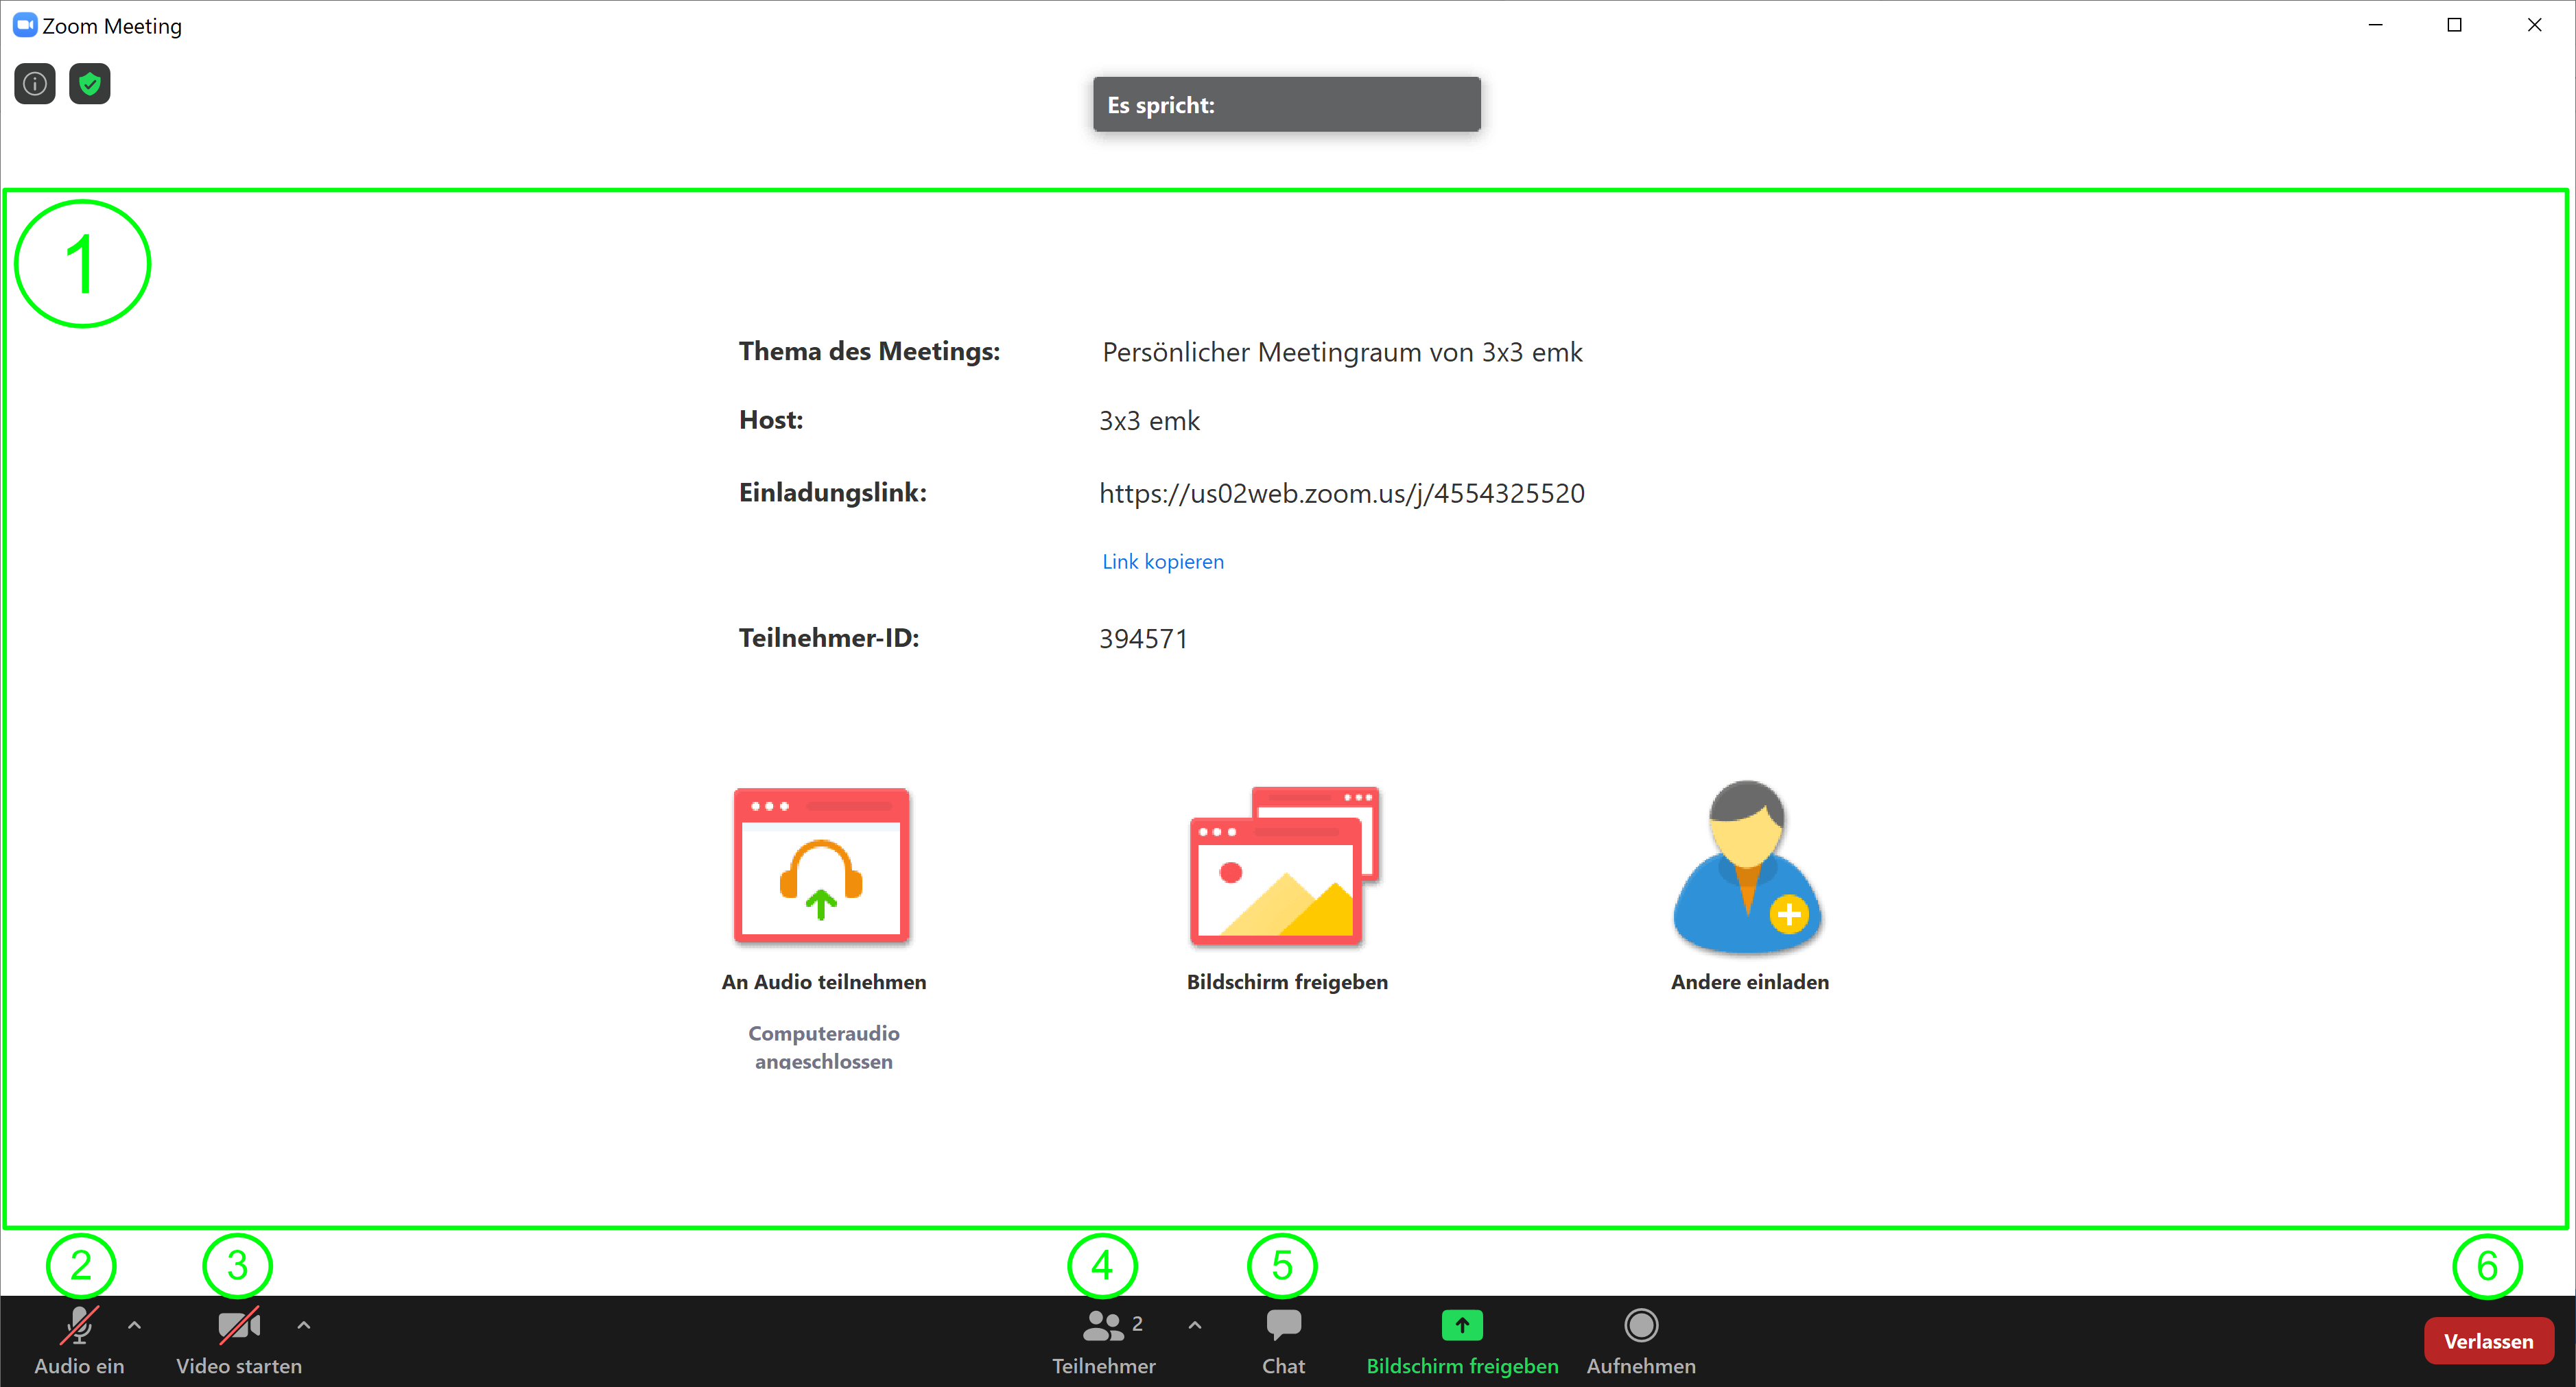 Zoom Meeting
Es spricht:
1
Thema des Meetings: Persönlicher Meetingraum von 3x3 emk
Host: 3x3 emk
Einladungslink: https://us02web.zoom.us/j/4554325520
Link kopieren
Teilnehmer-ID: 394571
An Audio teilnehmen Bildschirm freigeben Andere einladen
Computeraudio
angeschlossen
2 3 4 5 6
2
Audio ein Video starten Teilnehmer Chat Bildschirm freigeben Aufnehmen Verlassen